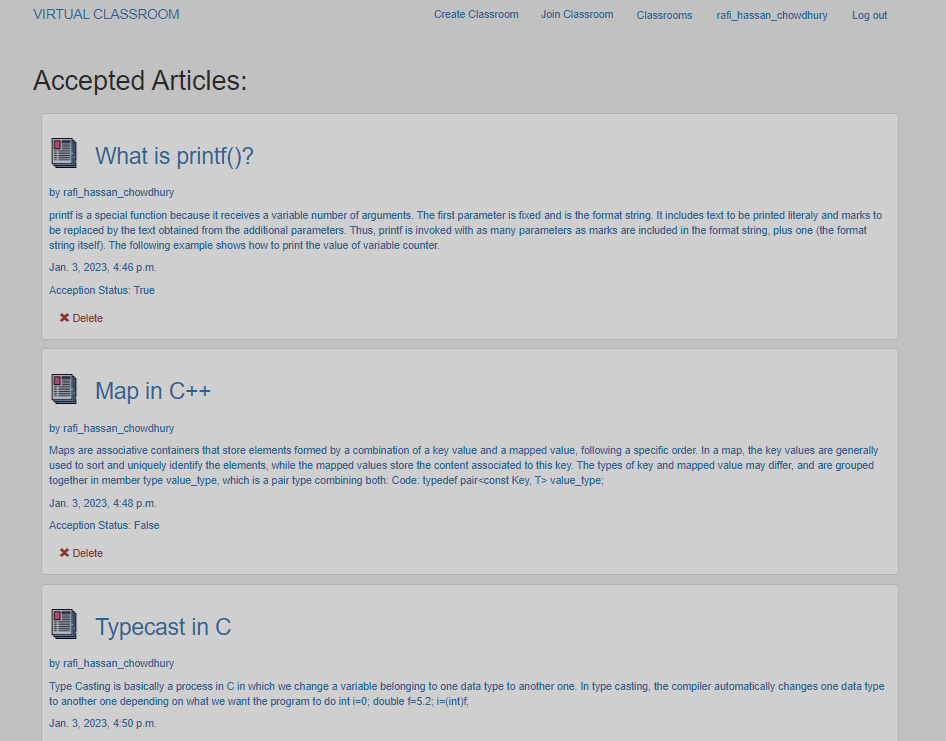 VIRTUAL CLASSROOM
Create Classroom Join Classroom Classrooms rafi_hassan_chowdhury Log out
Accepted Articles:
What is printf()?
by rafi_hassan_chowdhury
printf is a special function because it receives a variable number of arguments. The first parameter is fixed and is the format string. It includes text to be printed literaly and marks to
be replaced by the text obtained from the additional parameters. Thus, printf is invoked with as many parameters as marks are included in the format string, plus one (the format
string itself). The following example shows how to print the value of variable counter.
Jan. 3, 2023, 4:46 p.m.
Acception Status: True
✖ Delete
Map in C++
by rafi_hassan_chowdhury
Maps are associative containers that store elements formed by a combination of a key value and a mapped value, following a specific order. In a map, the key values are generally
used to sort and uniquely identify the elements, while the mapped values store the content associated to this key. The types of key and mapped value may differ, and are grouped
together in member type value_type, which is a pair type combining both: Code: typedef pair<const Key, T> value_type;
Jan. 3, 2023, 4:48 p.m.
Acception Status: False
✖ Delete
Typecast in C
by rafi_hassan_chowdhury
Type Casting is basically a process in C in which we change a variable belonging to one data type to another one. In type casting, the compiler automatically changes one data type
to another one depending on what we want the program to do int i=0; double f=5.2; i=(int)f;
Jan. 3, 2023, 4:50 p.m.